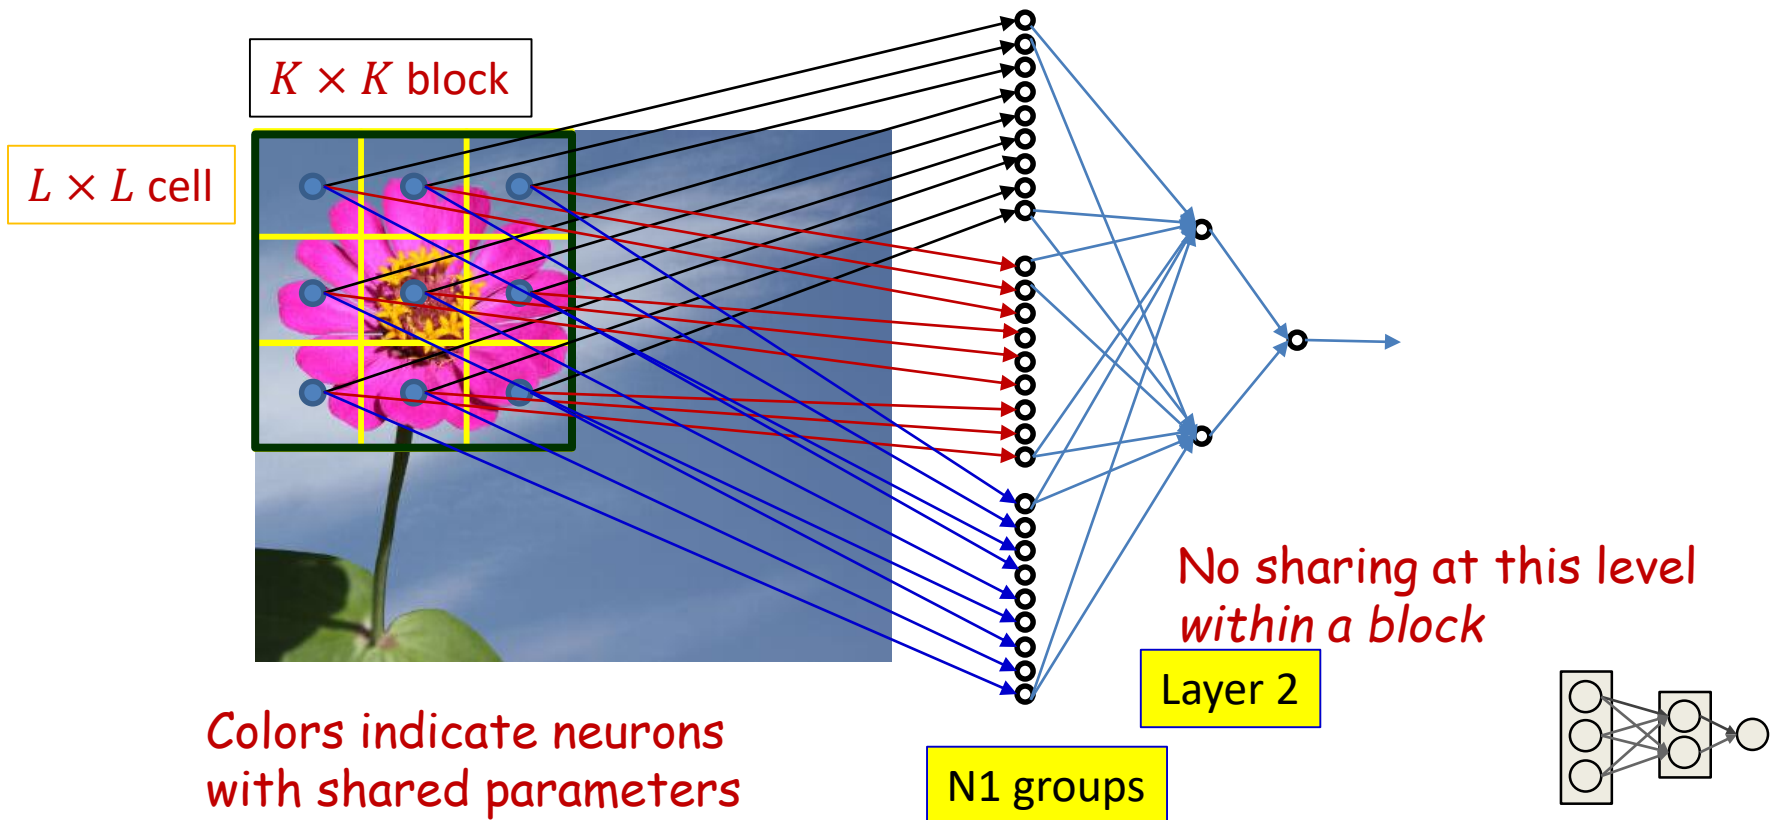 K × K block
L × L cell
No sharing at this level
within a block
Layer 2
Colors indicate neurons
with shared parameters
N1 groups